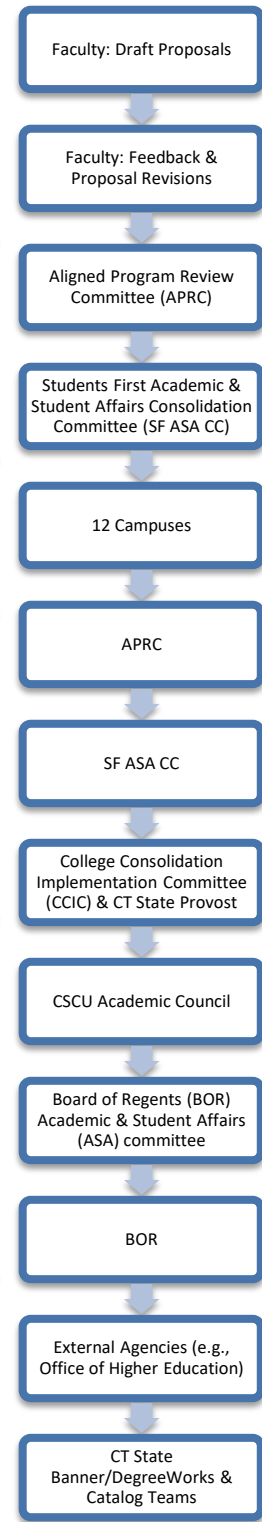 Faculty: Draft Proposals
Faculty: Feedback &
Proposal Revisions
Aligned Program Review
Committee (APRC)
Students First Academic &
Student Affairs Consolidation
Committee (SF ASA CC)
12 Campuses
APRC
SF ASA CC
College Consolidation
Implementation Committee
(CCIC) & CT State Provost
CSCU Academic Council
Board of Regents (BOR)
Academic & Student Affairs
(ASA) committee
BOR
External Agencies (e.g.,
Office of Higher Education)
CT State
Banner/DegreeWorks &
Catalog Teams